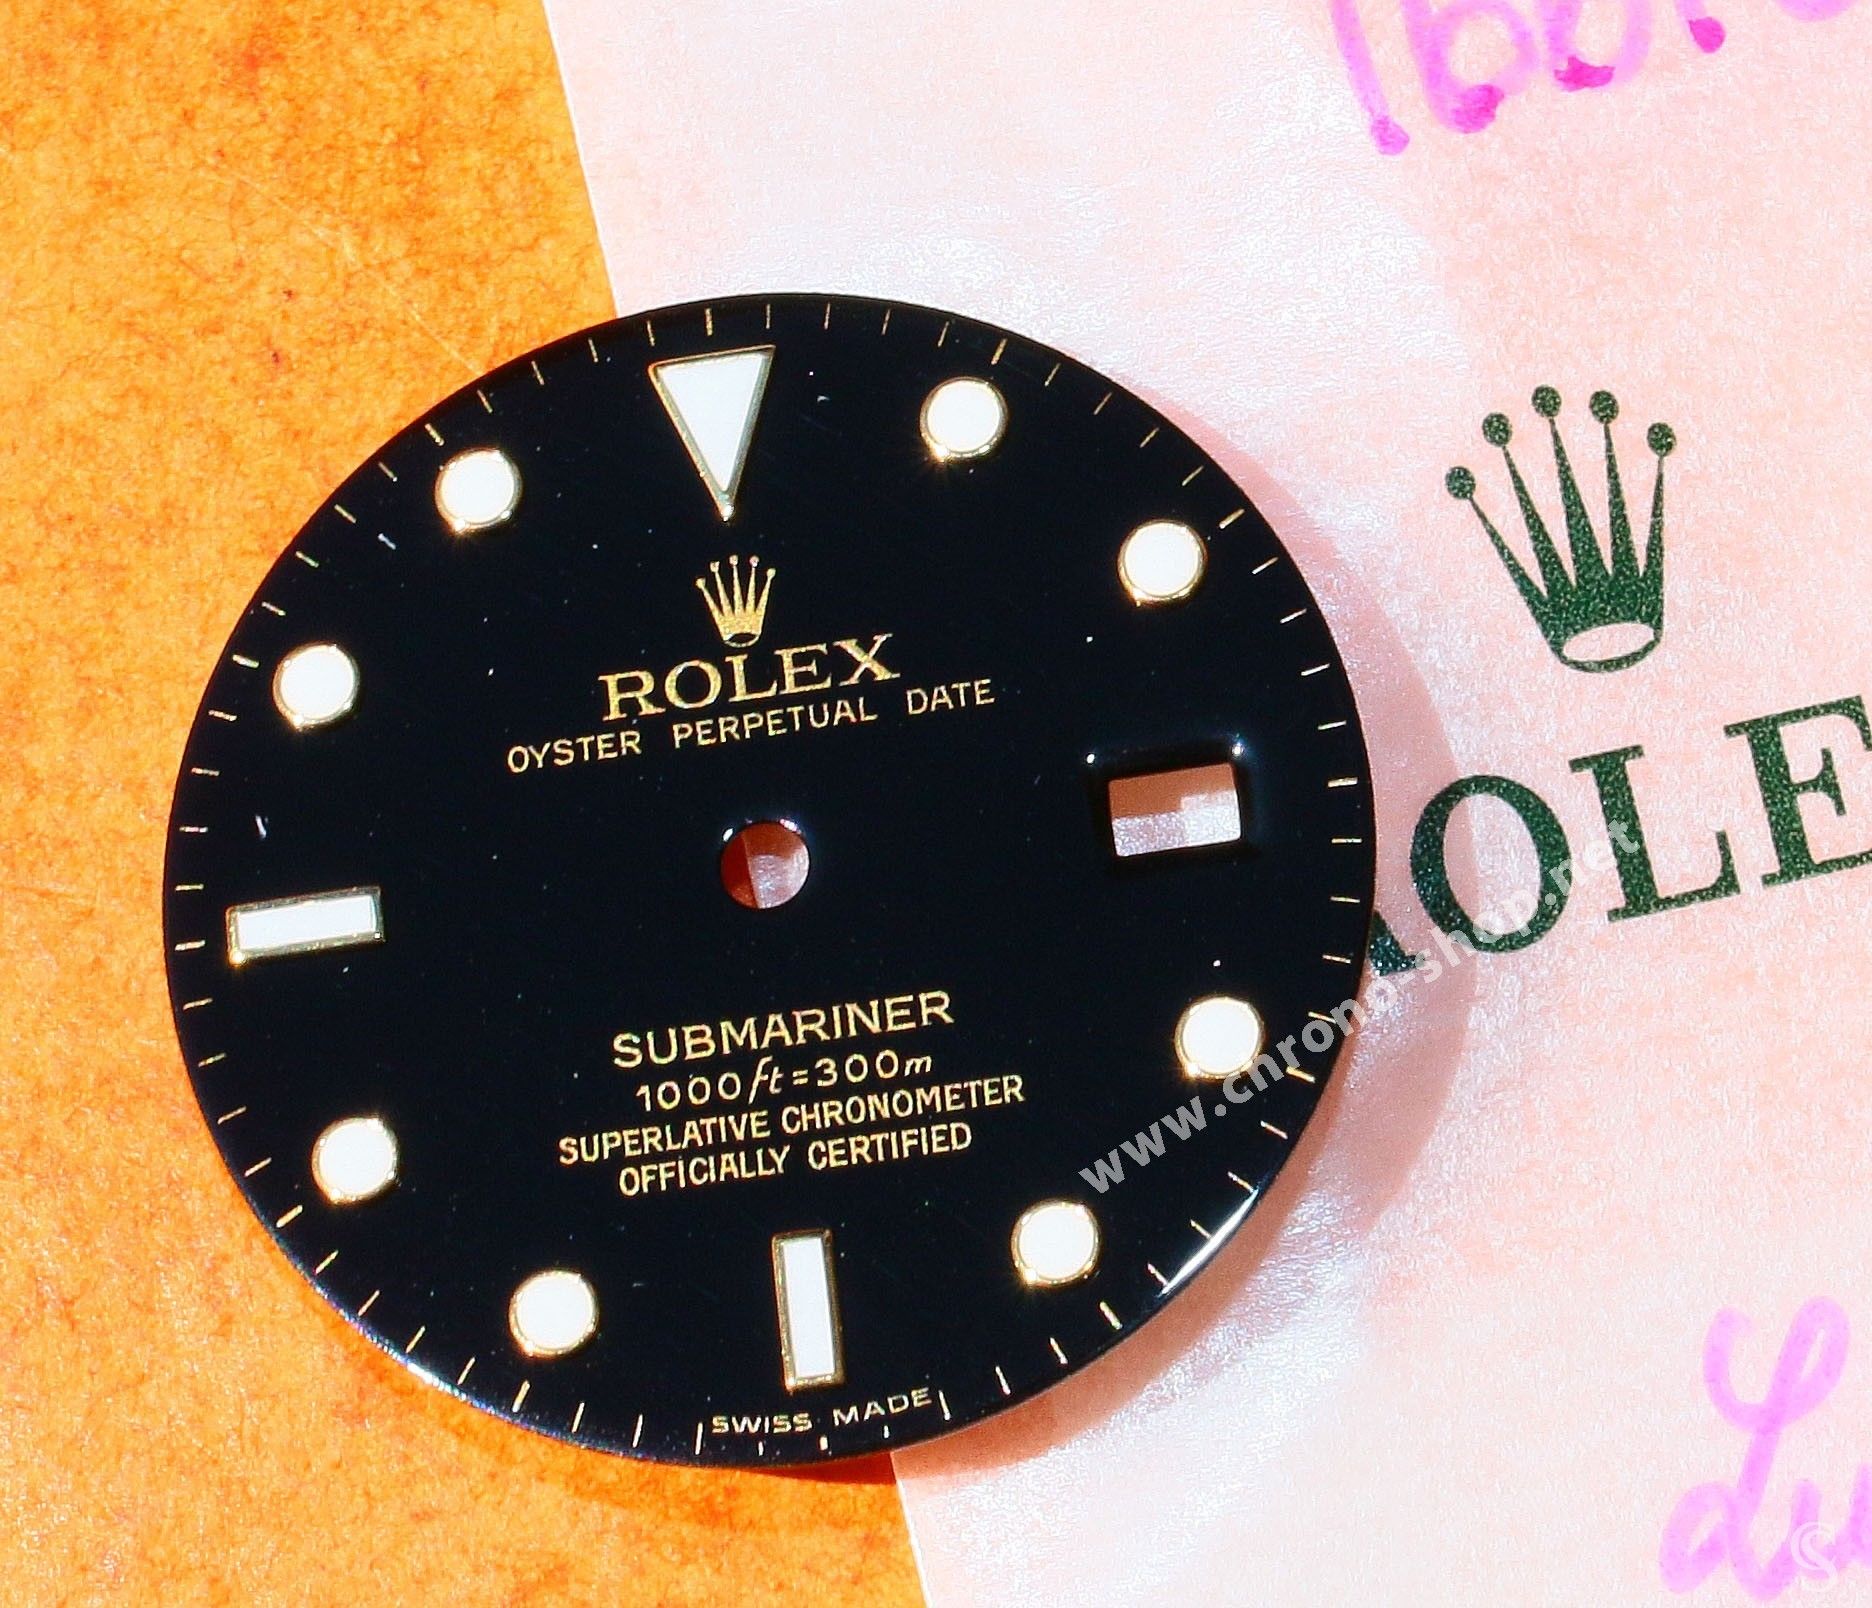 ROLEX
OYSTER PERPETUAL DATE
SUBMARINER
1000ft=300m
SUPERLATIVE CHRONOMETER
OFFICIALLY CERTIFIED
SWISS MADE
ROLE
www.chrono-shop.net